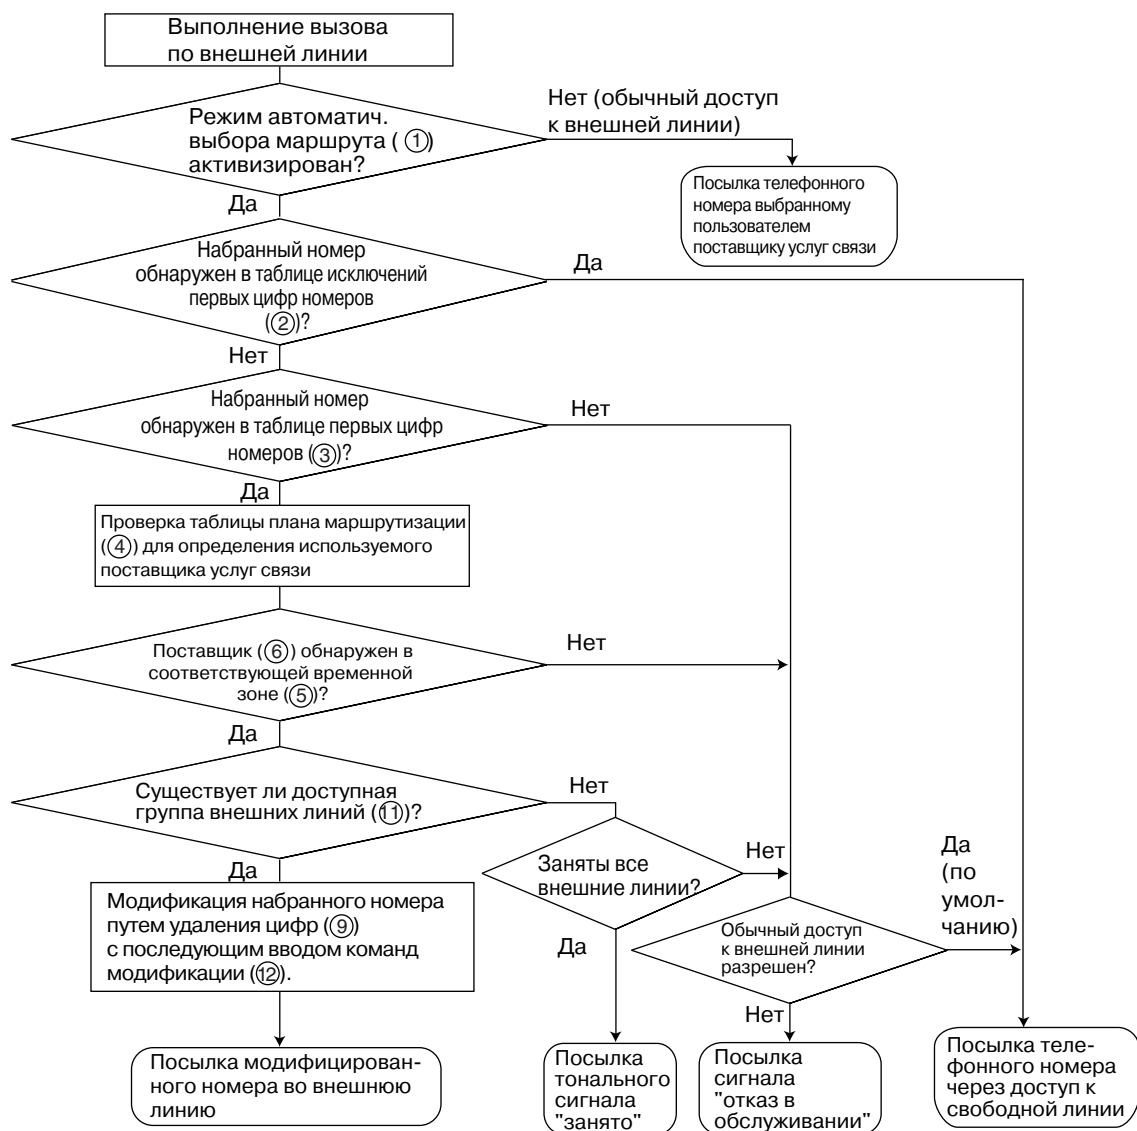 Выполнение вызова
по внешней линии
Режим автоматич.
выбора маршрута ( ①)
активизирован?
Нет (обычный доступ
к внешней линии)
Посылка телефонного
номера выбранному
пользователем
поставщику услуг связи
Да
Набранный номер
обнаружен в таблице исключений
первых цифр номеров
(②)?
Да
Нет
Набранный номер
обнаружен в таблице первых цифр
номеров (③)?
Нет
Да
Проверка таблицы плана маршрутизации
(④) для определения используемого
поставщика услуг связи
Поставщик (⑥) обнаружен в
соответствующей временной
зоне (⑤)?
Нет
Да
Существует ли доступная
группа внешних линий (⑪)?
Нет
Да
Заняты все
внешние линии?
Нет
Да
(по
умол-
чанию)
Модификация набранного номера
путем удаления цифр (⑨)
с последующим вводом команд
модификации (⑫).
Да
Обычный доступ
к внешней линии
разрешен?
Нет
Посылка модифицирован-
ного номера во внешнюю
линию
Посылка
тонального
сигнала
"занято"
Посылка
сигнала
"отказ в
обслуживании"
Посылка теле-
фонного номера
через доступ к
свободной линии